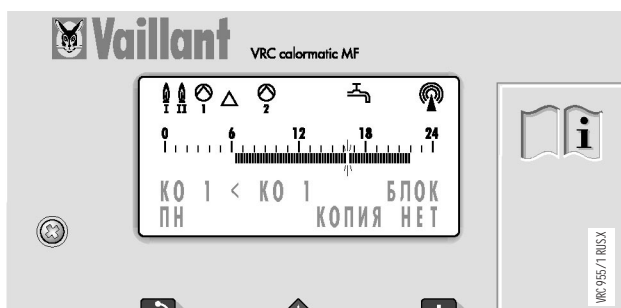 Vaillant
VRC calormatic MF
I II 1 2
0 6 12 18 24
КО 1 < КО 1 БЛОК
ПН КОПИЯ НЕТ
i
VRC 955/1 RUS.X